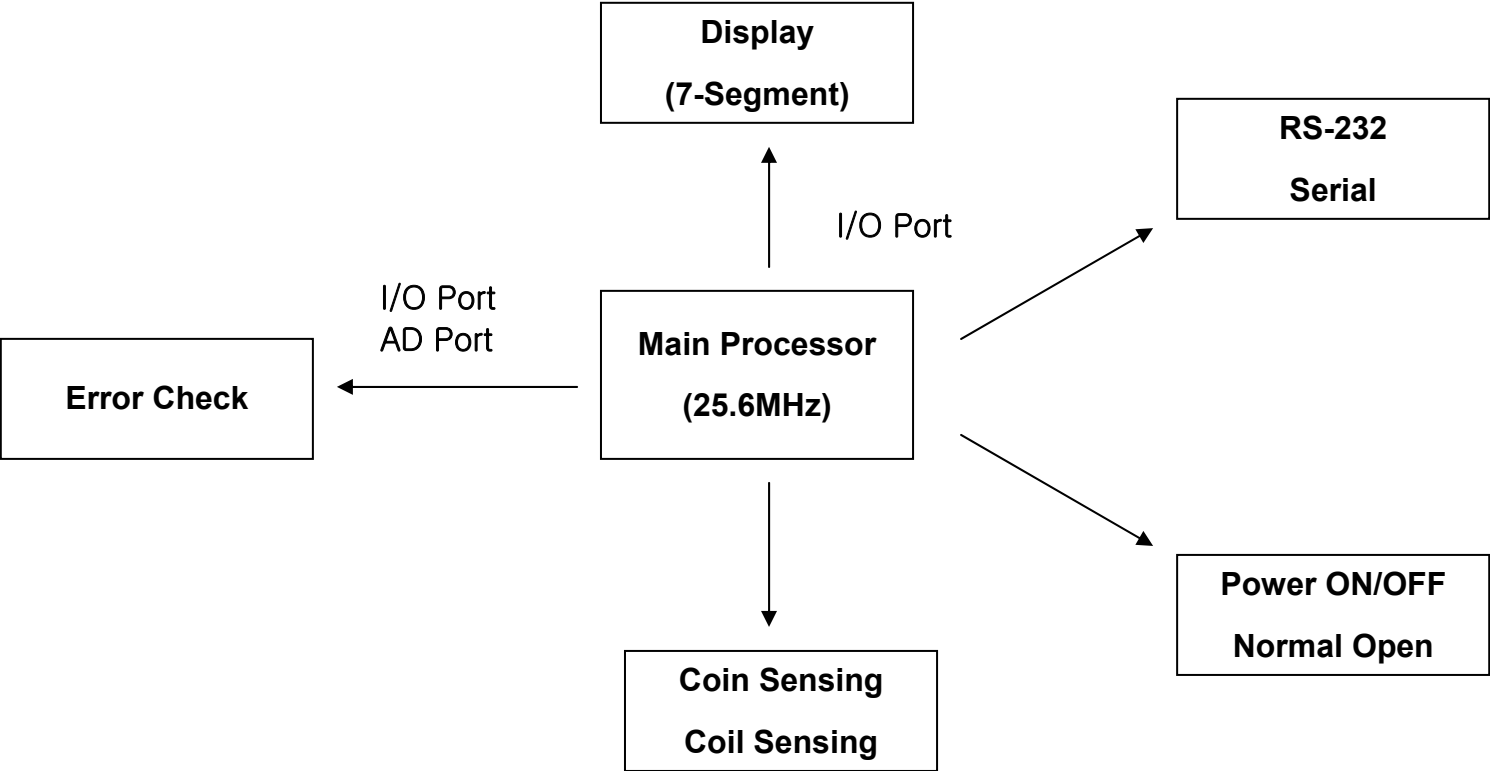 Display
(7-Segment)
RS-232
Serial
I/O Port
I/O Port
AD Port
Main Processor
(25.6MHz)
Error Check
Power ON/OFF
Normal Open
Coin Sensing
Coil Sensing